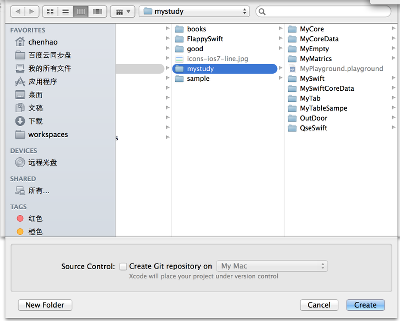 mystudy
FAVORITES
chenhao
百度云同步盘
我的所有文件
应用程序
桌面
文稿
下载
workspaces
DEVICES
远程光盘
SHARED
所有...
TAGS
红色
橙色
s
books
FlappySwift
good
icons-ios7-line.jpg
mystudy
sample
MyCore
MyCoreData
MyEmpty
MyMatrics
MyPlayground.playground
MySwift
MySwiftCoreData
MyTab
MyTableSampe
OutDoor
QseSwift
Source Control: Create Git repository on My Mac
Xcode will place your project under version control
New Folder Cancel Create